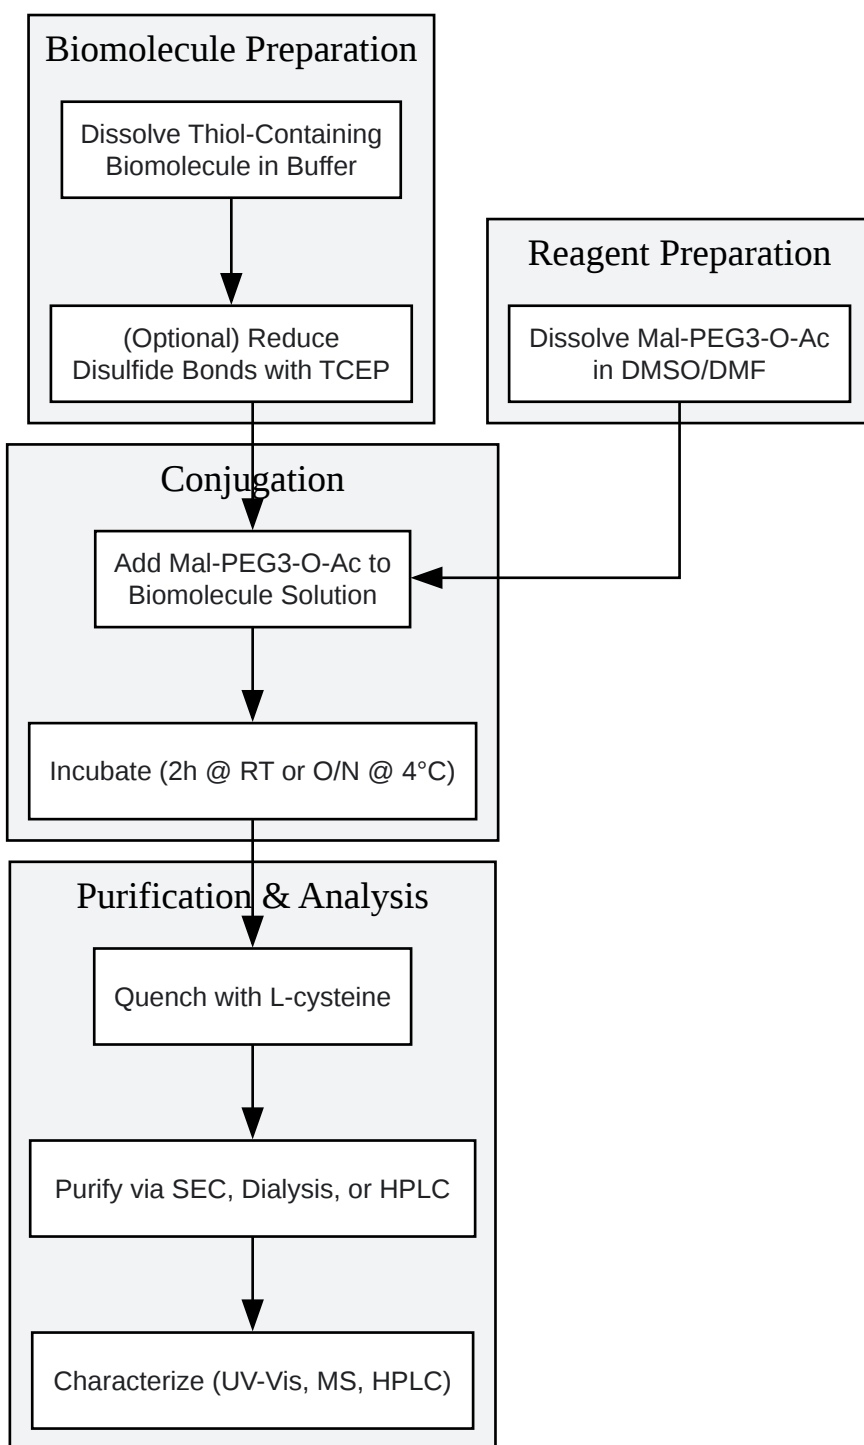 Biomolecule Preparation
Dissolve Thiol-Containing
Biomolecule in Buffer
(Optional) Reduce
Disulfide Bonds with TCEP
Reagent Preparation
Dissolve Mal-PEG3-O-Ac
in DMSO/DMF
Conjugation
Add Mal-PEG3-O-Ac to
Biomolecule Solution
Incubate (2h @ RT or O/N @ 4°C)
Purification & Analysis
Quench with L-cysteine
Purify via SEC, Dialysis, or HPLC
Characterize (UV-Vis, MS, HPLC)